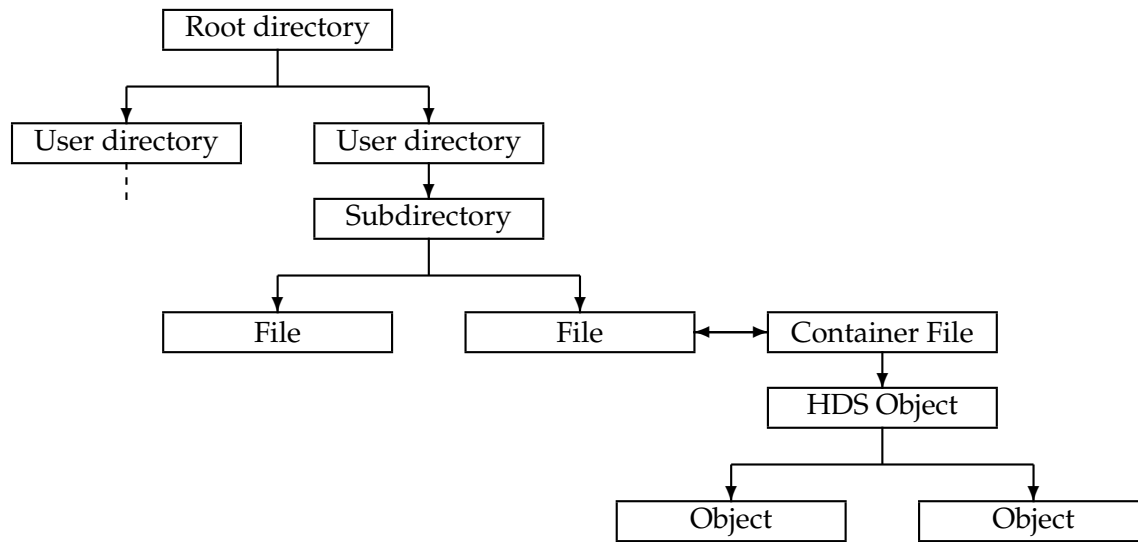 Root directory
User directory
User directory
Subdirectory
File
File
Container File
HDS Object
Object
Object